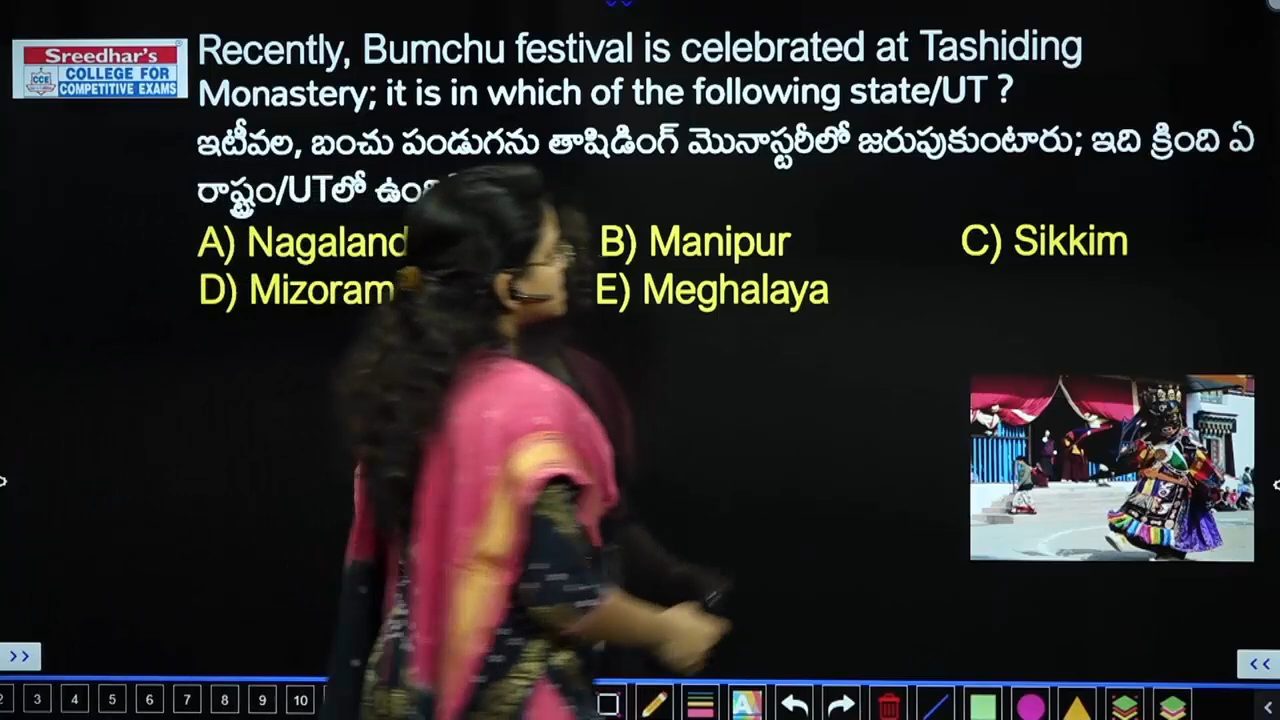 Sreedhar's
CCE
COLLEGE FOR
COMPETITIVE EXAMS
Recently, Bumchu festival is celebrated at Tashiding
Monastery; it is in which of the following state/UT ?
ఇటీవల, బంచు పండుగను తాషిడింగ్ మొనాస్టరీలో జరుపుకుంటారు; ఇది క్రింది ఏ
రాష్ట్రం/UTలో
A) Nagaland B) Manipur C) Sikkim
D) Mizoram E) Meghalaya
>> <<
2 3 4 5 6 7 8 9 10